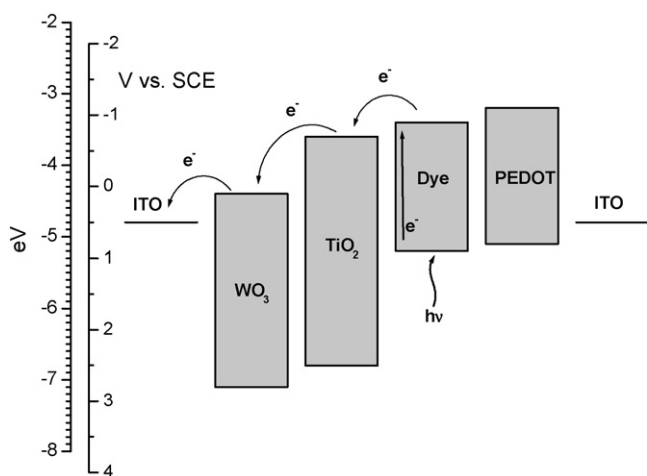 -2
-3
-4
-5
-6
-7
-8
eV
-2
-1
0
1
2
3
4
V vs. SCE
ITO
e-
WO3
e-
TiO2
e-
Dye
e-
hν
PEDOT
ITO